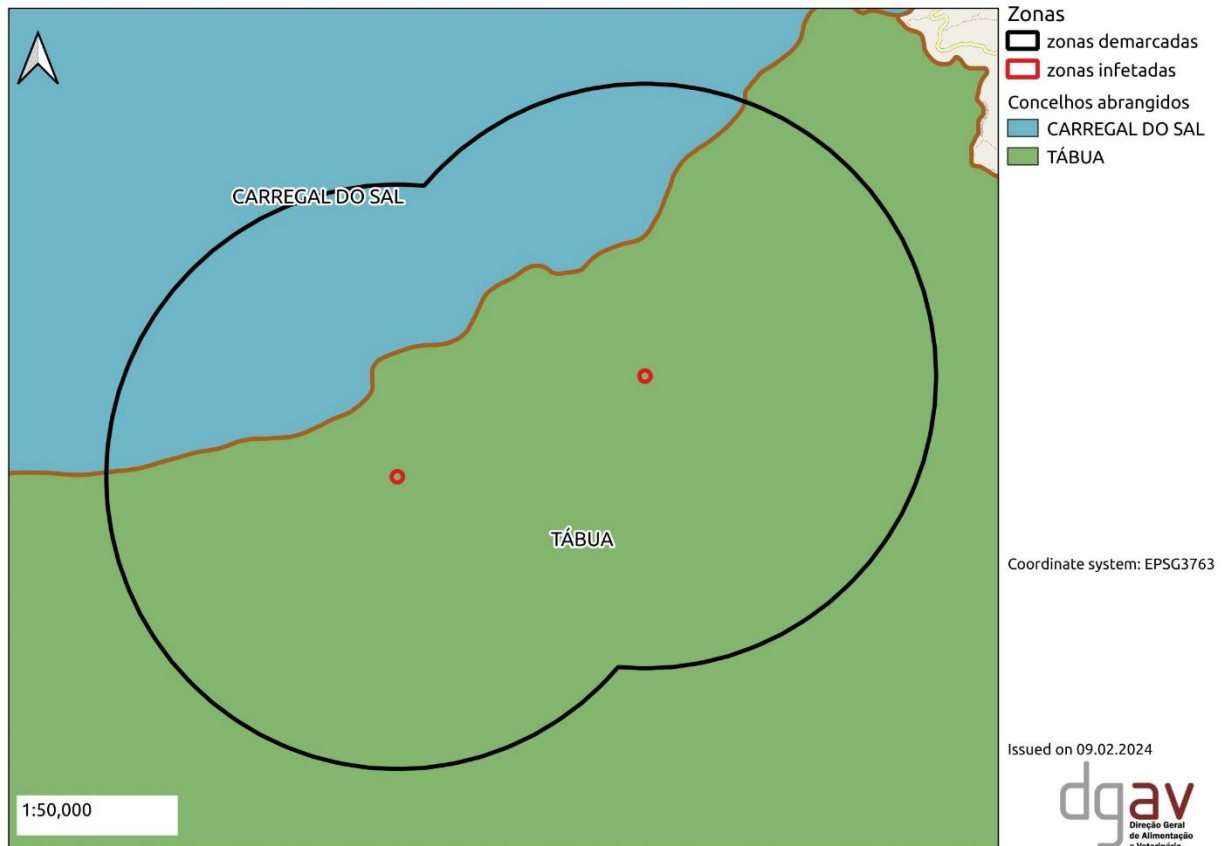 CARREGAL DO SAL
TÁBUA
1:50,000
Zonas
zonas demarcadas
zonas infetadas
Concelhos abrangidos
CARREGAL DO SAL
TÁBUA
Coordinate system: EPSG3763
Issued on 09.02.2024
dgav
Direção Geral
de Alimentação
e Veterinária